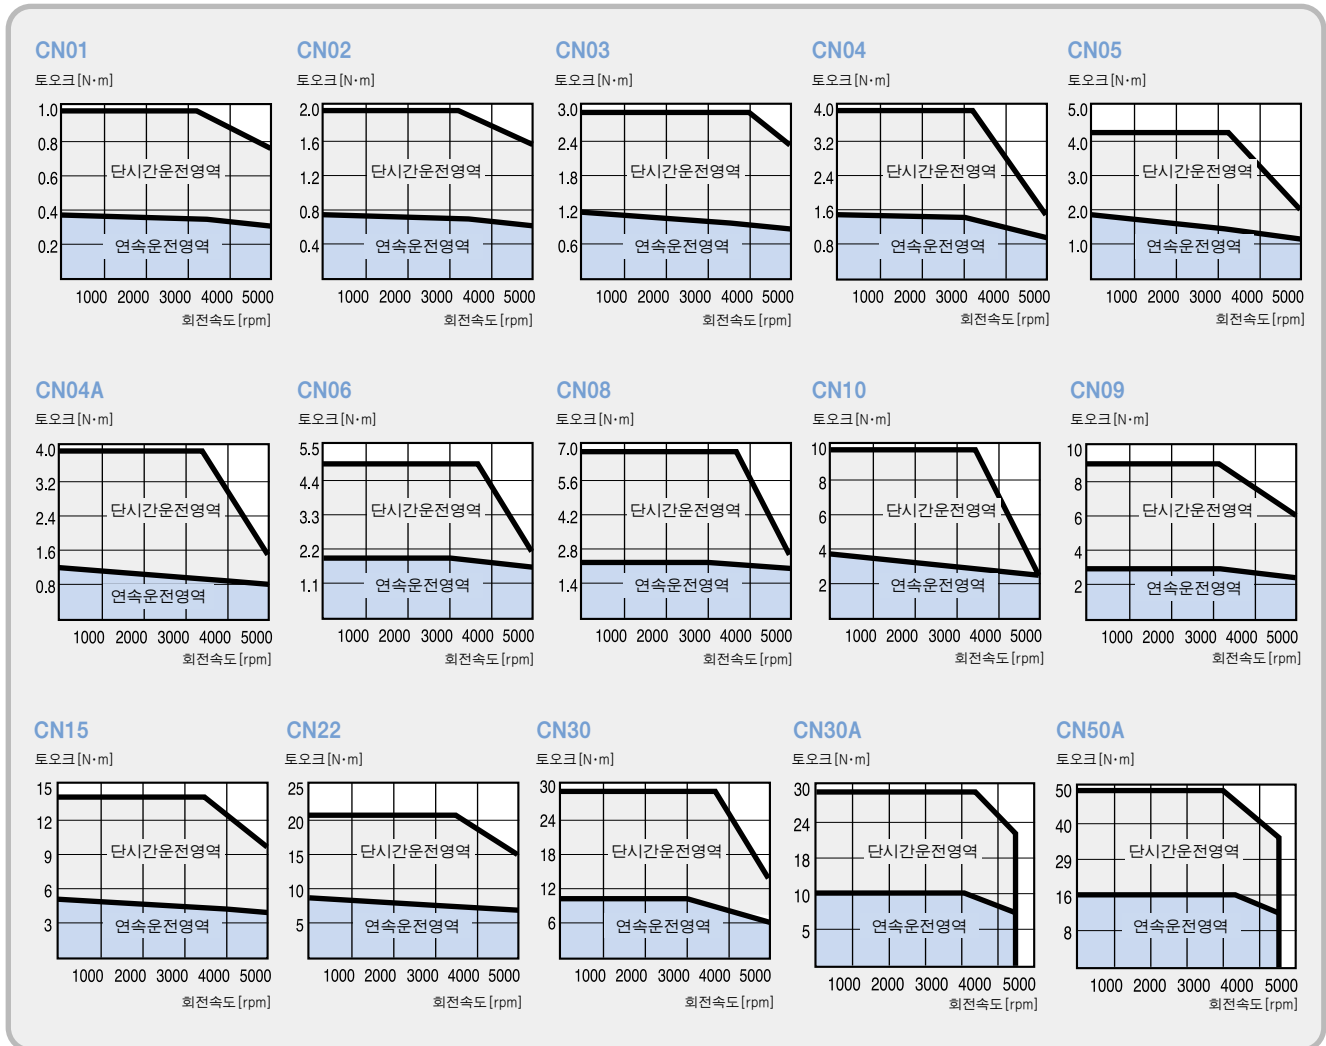 CN01
토오크[N·m]
1.0
0.8
0.6
0.4
0.2
단시간운전영역
연속운전영역
1000 2000 3000 4000 5000
회전속도[rpm]
CN02
토오크[N·m]
2.0
1.6
1.2
0.8
0.4
단시간운전영역
연속운전영역
1000 2000 3000 4000 5000
회전속도[rpm]
CN03
토오크[N·m]
3.0
2.4
1.8
1.2
0.6
단시간운전영역
연속운전영역
1000 2000 3000 4000 5000
회전속도[rpm]
CN04
토오크[N·m]
4.0
3.2
2.4
1.6
0.8
단시간운전영역
연속운전영역
1000 2000 3000 4000 5000
회전속도[rpm]
CN05
토오크[N·m]
5.0
4.0
3.0
2.0
1.0
단시간운전영역
연속운전영역
1000 2000 3000 4000 5000
회전속도[rpm]
CN04A
토오크[N·m]
4.0
3.2
2.4
1.6
0.8
단시간운전영역
연속운전영역
1000 2000 3000 4000 5000
회전속도[rpm]
CN06
토오크[N·m]
5.5
4.4
3.3
2.2
1.1
단시간운전영역
연속운전영역
1000 2000 3000 4000 5000
회전속도[rpm]
CN08
토오크[N·m]
7.0
5.6
4.2
2.8
1.4
단시간운전영역
연속운전영역
1000 2000 3000 4000 5000
회전속도[rpm]
CN10
토오크[N·m]
10
8
6
4
2
단시간운전영역
연속운전영역
1000 2000 3000 4000 5000
회전속도[rpm]
CN09
토오크[N·m]
10
8
6
4
2
단시간운전영역
연속운전영역
1000 2000 3000 4000 5000
회전속도[rpm]
CN15
토오크[N·m]
15
12
9
6
3
단시간운전영역
연속운전영역
1000 2000 3000 4000 5000
회전속도[rpm]
CN22
토오크[N·m]
25
20
15
10
5
단시간운전영역
연속운전영역
1000 2000 3000 4000 5000
회전속도[rpm]
CN30
토오크[N·m]
30
24
18
12
6
단시간운전영역
연속운전영역
1000 2000 3000 4000 5000
회전속도[rpm]
CN30A
토오크[N·m]
30
24
18
10
5
단시간운전영역
연속운전영역
1000 2000 3000 4000 5000
회전속도[rpm]
CN50A
토오크[N·m]
50
40
29
16
8
단시간운전영역
연속운전영역
1000 2000 3000 4000 5000
회전속도[rpm]